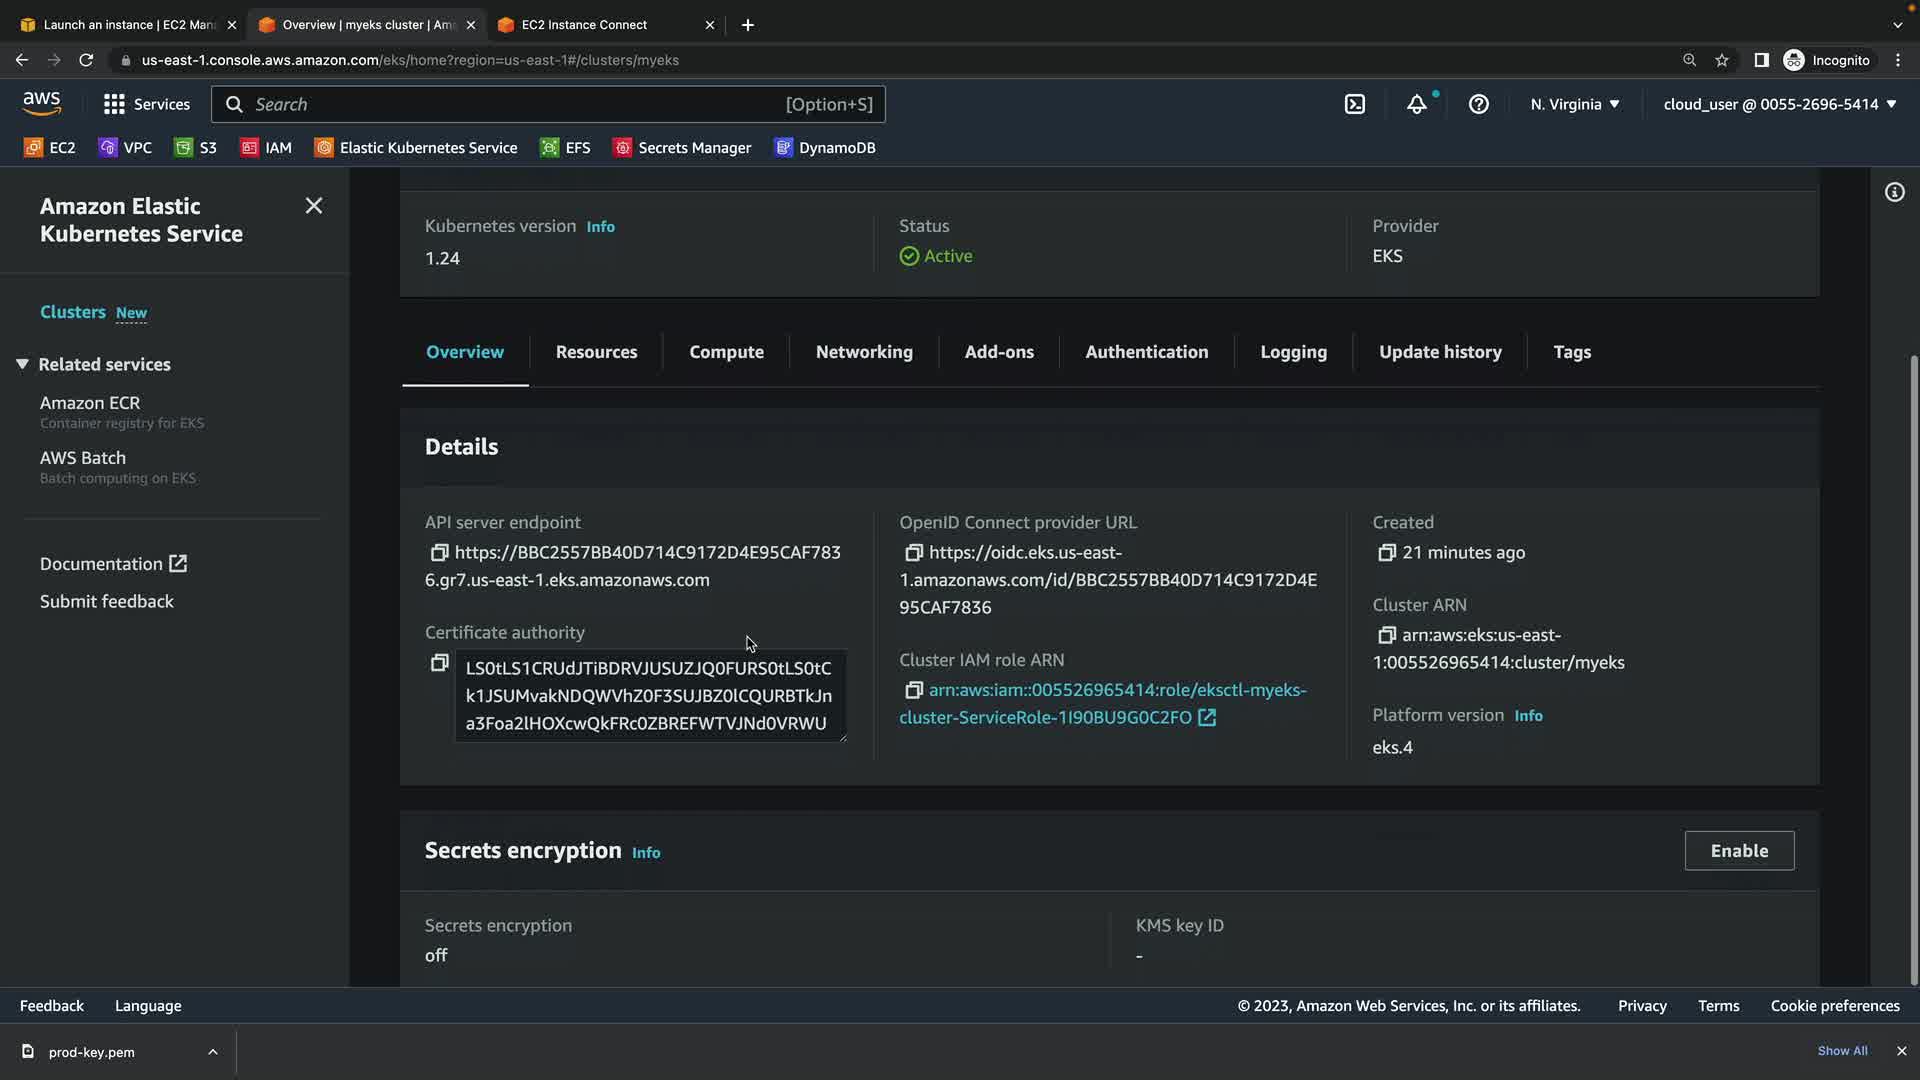 Launch an instance | EC2 Man
Overview | myeks cluster | Am
EC2 Instance Connect
us-east-1.console.aws.amazon.com/eks/home?region=us-east-1#/clusters/myeks
Incognito
aws
Services
Search
[Option+S]
N. Virginia
cloud_user @ 0055-2696-5414
EC2
VPC
S3
IAM
Elastic Kubernetes Service
EFS
Secrets Manager
DynamoDB
Amazon Elastic
Kubernetes Service
Clusters New
Related services
Amazon ECR
Container registry for EKS
AWS Batch
Batch computing on EKS
Documentation
Submit feedback
Kubernetes version Info
1.24
Status
Active
Provider
EKS
Overview
Resources
Compute
Networking
Add-ons
Authentication
Logging
Update history
Tags
Details
API server endpoint
https://BBC2557BB40D714C9172D4E95CAF783
6.gr7.us-east-1.eks.amazonaws.com
Certificate authority
LS0tLS1CRUdJTiBDRVJUSUZJQ0FURS0tLS0tC
k1JSUMvakNDQWVhZ0F3SUJBZ0lCQURBTkJn
a3Foa2lHOXcwQkFRc0ZBREFWTVJNd0VRWU
OpenID Connect provider URL
https://oidc.eks.us-east-
1.amazonaws.com/id/BBC2557BB40D714C9172D4E
95CAF7836
Cluster IAM role ARN
arn:aws:iam::005526965414:role/eksctl-myeks-
cluster-ServiceRole-1I90BU9G0C2FO
Created
21 minutes ago
Cluster ARN
arn:aws:eks:us-east-
1:005526965414:cluster/myeks
Platform version Info
eks.4
Secrets encryption Info
Enable
Secrets encryption
off
KMS key ID
-
Feedback
Language
© 2023, Amazon Web Services, Inc. or its affiliates.
Privacy
Terms
Cookie preferences
prod-key.pem
Show All